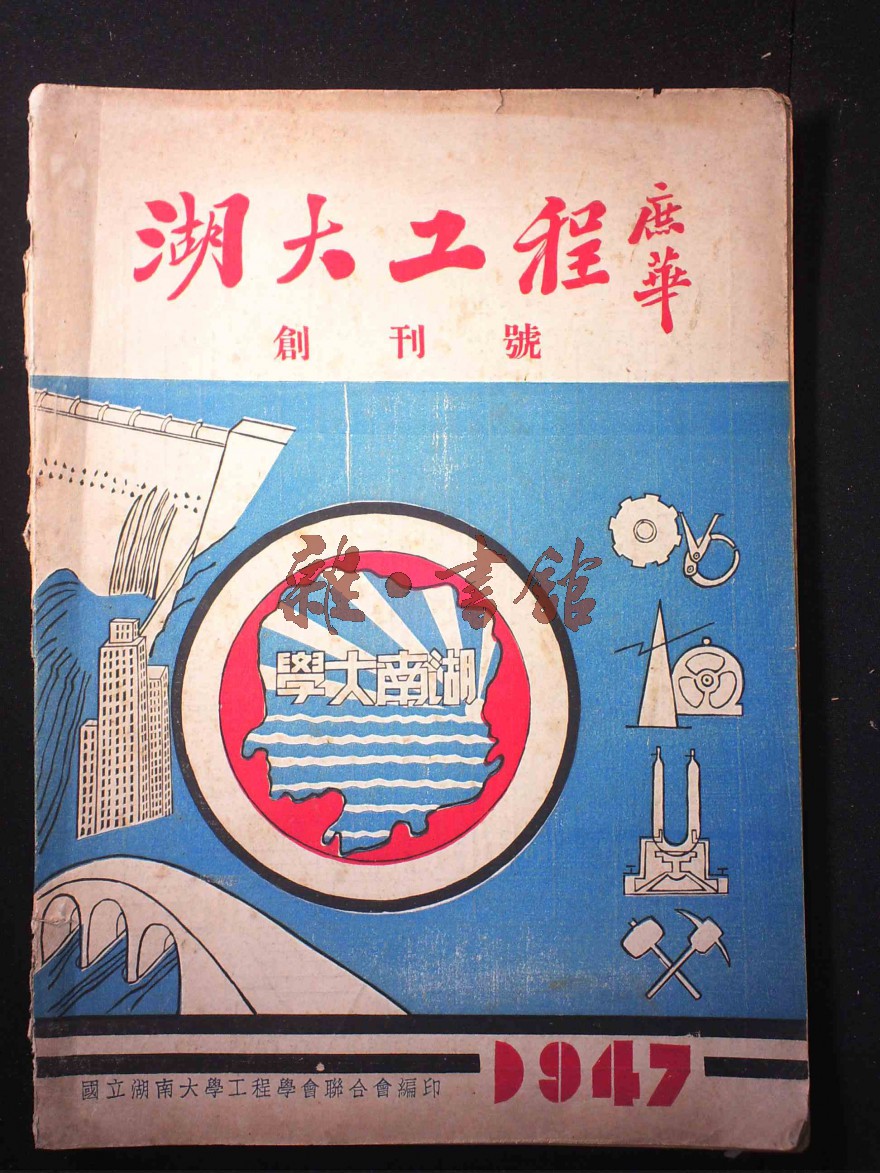 湖大工程
庶華
創刊號
雜·書館
湖南大學
國立湖南大學工程學會聯合會編印
1947